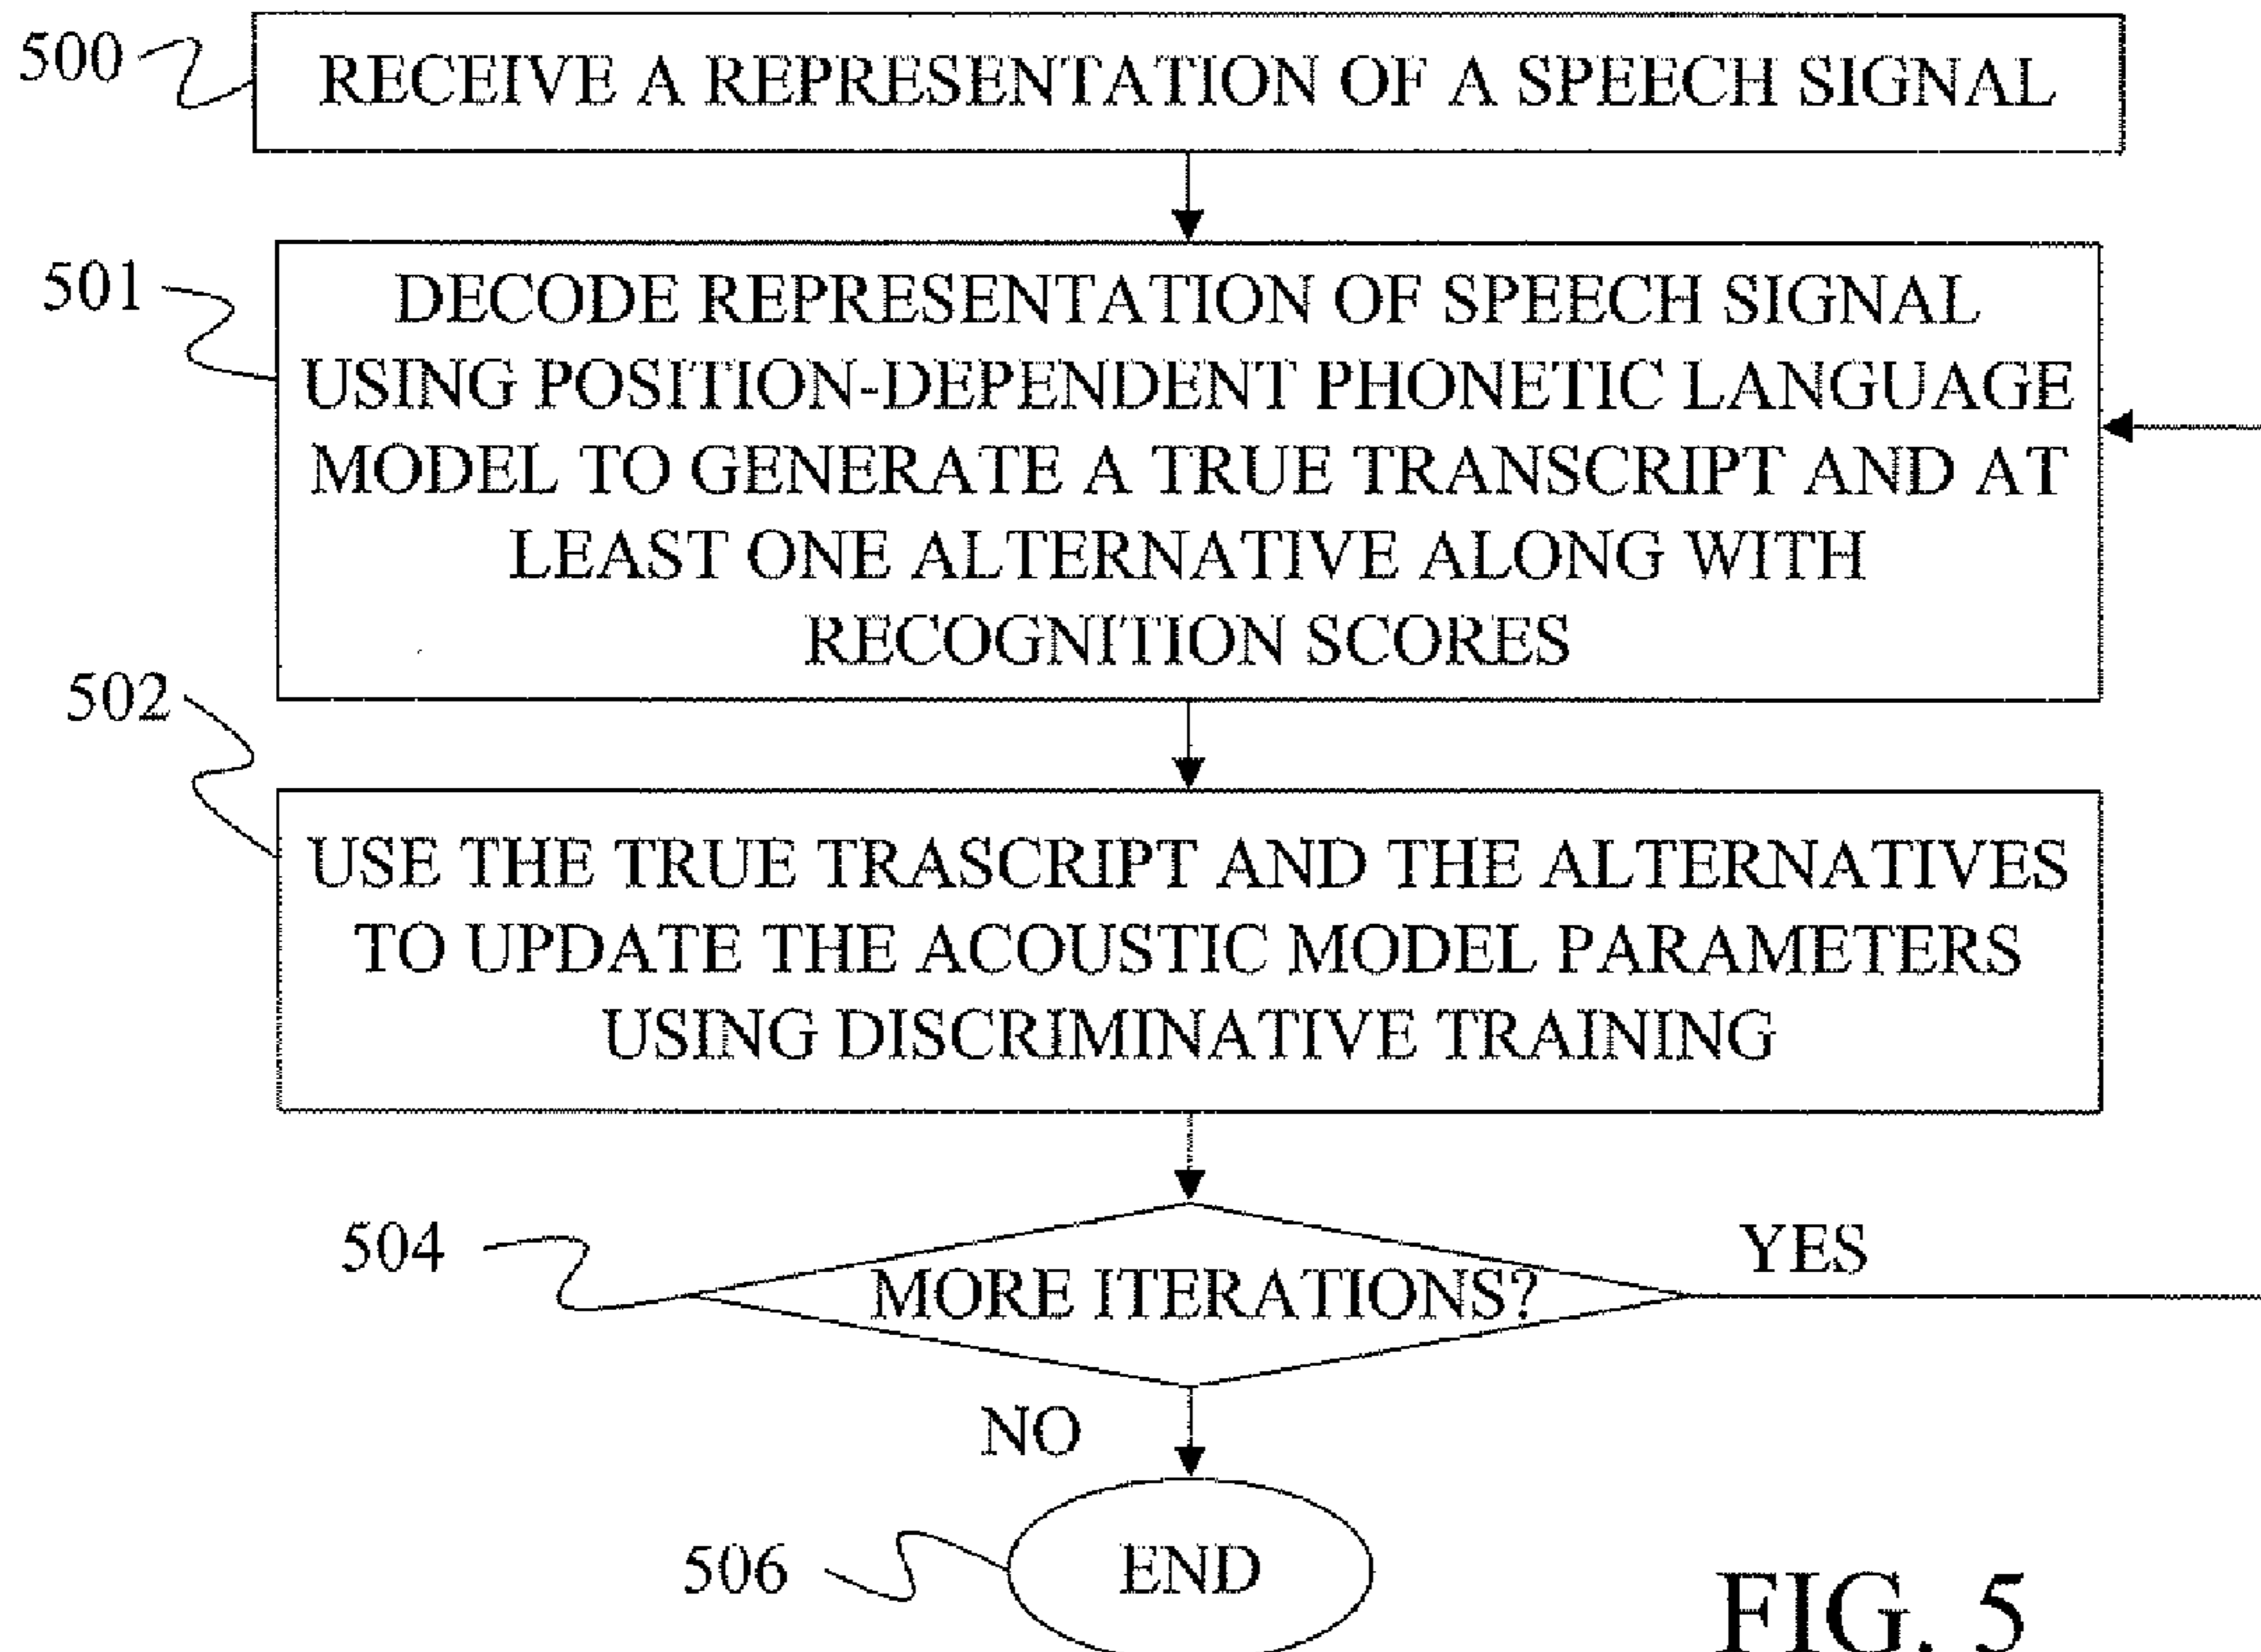 500
RECEIVE A REPRESENTATION OF A SPEECH SIGNAL
501
DECODE REPRESENTATION OF SPEECH SIGNAL
USING POSITION-DEPENDENT PHONETIC LANGUAGE
MODEL TO GENERATE A TRUE TRANSCRIPT AND AT
LEAST ONE ALTERNATIVE ALONG WITH
RECOGNITION SCORES
502
USE THE TRUE TRASCRIPT AND THE ALTERNATIVES
TO UPDATE THE ACOUSTIC MODEL PARAMETERS
USING DISCRIMINATIVE TRAINING
504
MORE ITERATIONS?
YES
NO
506
END
FIG. 5